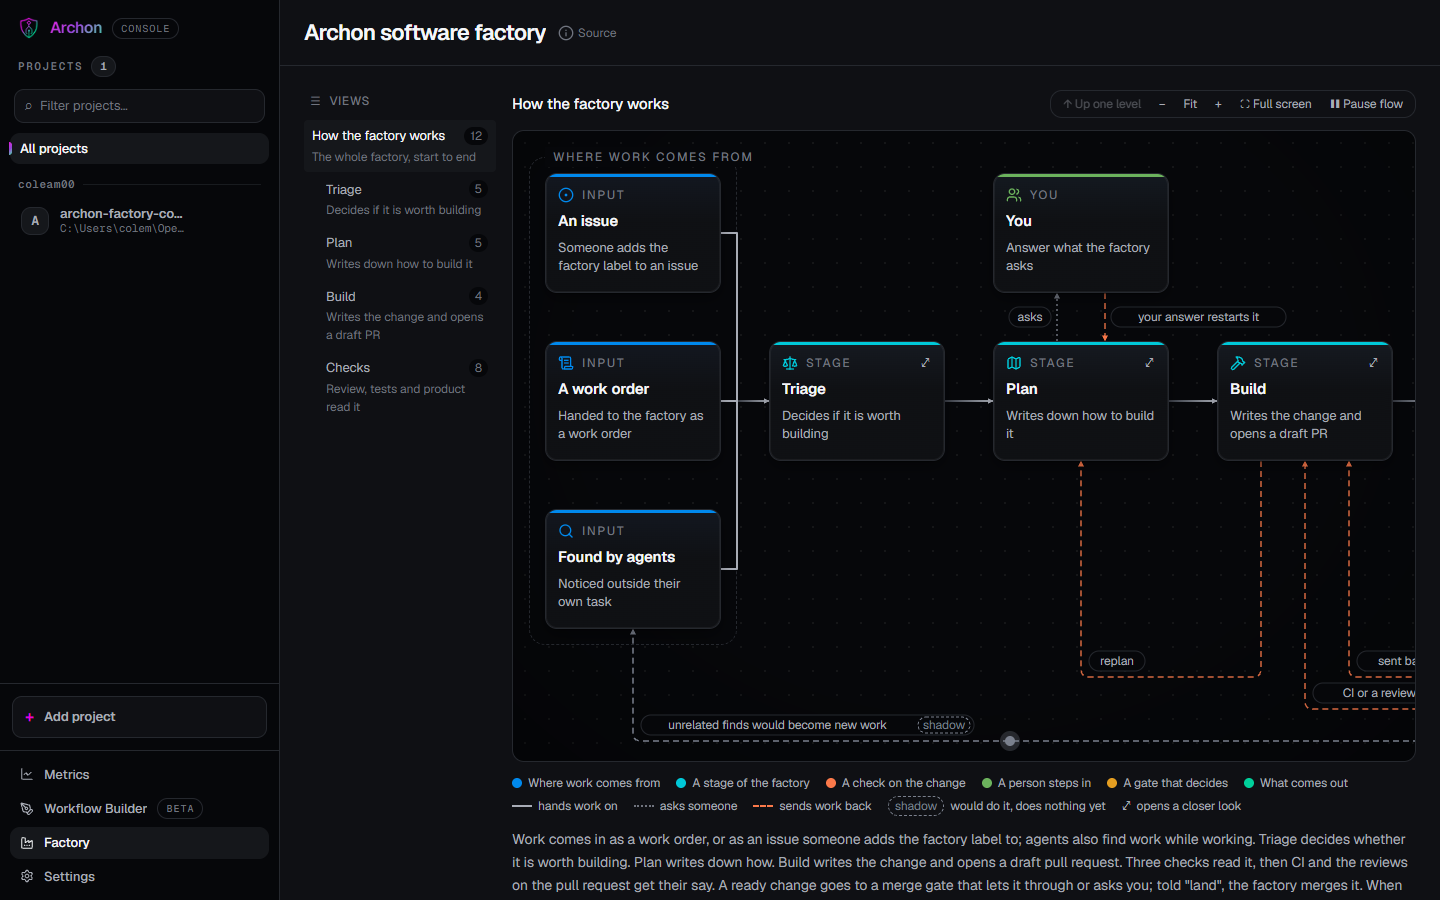 Archon
CONSOLE
PROJECTS 1
Filter projects...
All projects
coleam00
A
archon-factory-co...
C:\Users\colem\Ope...
Add project
Metrics
Workflow Builder BETA
Factory
Settings
Archon software factory
Source
VIEWS
How the factory works 12
The whole factory, start to end
Triage 5
Decides if it is worth building
Plan 5
Writes down how to build it
Build 4
Writes the change and opens
a draft PR
Checks 8
Review, tests and product
read it
How the factory works
Up one level
− Fit +
Full screen
Pause flow
WHERE WORK COMES FROM
INPUT
An issue
Someone adds the
factory label to an issue
YOU
You
Answer what the factory
asks
asks
your answer restarts it
INPUT
A work order
Handed to the factory as
a work order
STAGE
Triage
Decides if it is worth
building
STAGE
Plan
Writes down how to build
it
STAGE
Build
Writes the change and
opens a draft PR
INPUT
Found by agents
Noticed outside their
own task
replan
sent ba
CI or a review
unrelated finds would become new work
shadow
Where work comes from
A stage of the factory
A check on the change
A person steps in
A gate that decides
What comes out
hands work on
asks someone
sends work back
shadow would do it, does nothing yet
opens a closer look
Work comes in as a work order, or as an issue someone adds the factory label to; agents also find work while working. Triage decides whether
it is worth building. Plan writes down how. Build writes the change and opens a draft pull request. Three checks read it, then CI and the reviews
on the pull request get their say. A ready change goes to a merge gate that lets it through or asks you; told "land", the factory merges it. When